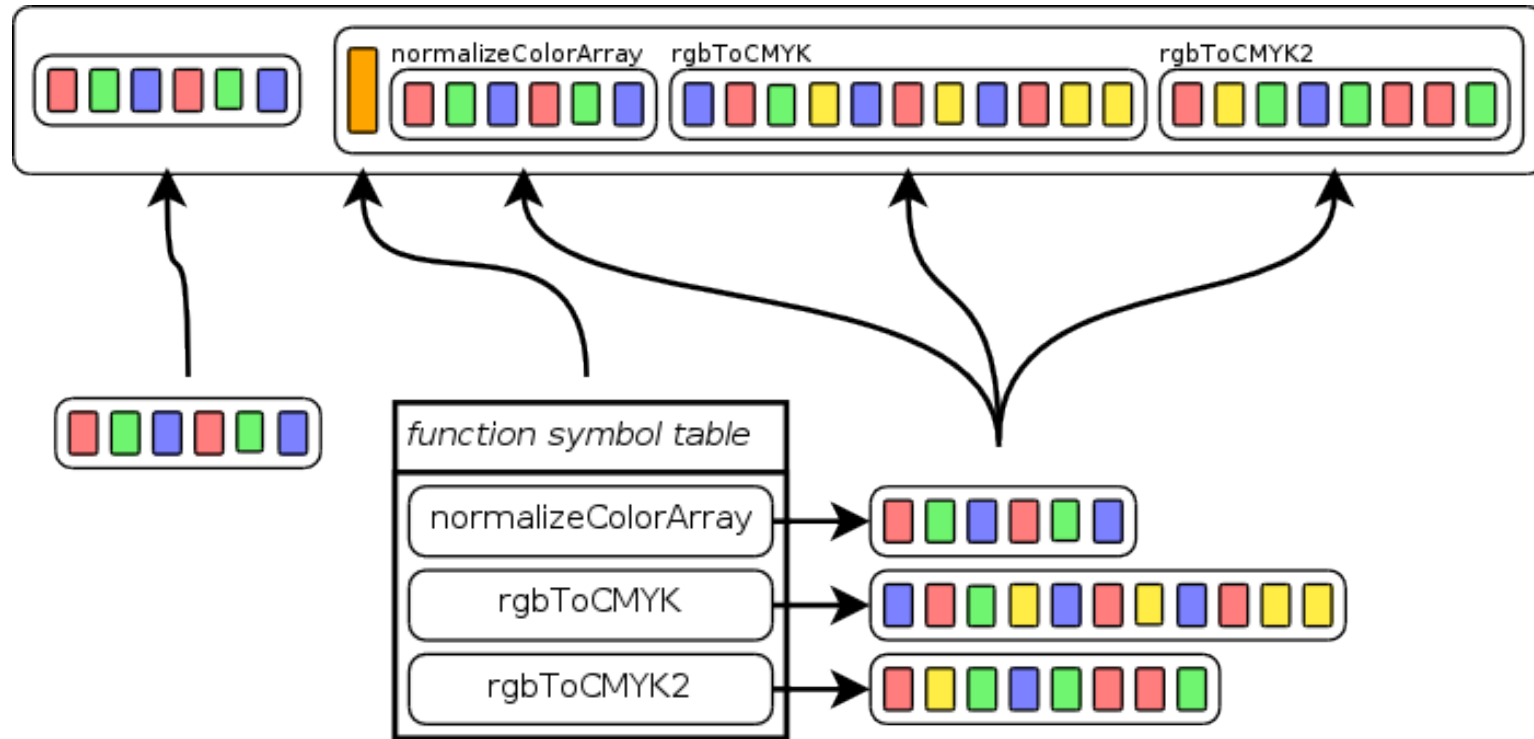 normalizeColorArray
rgbToCMYK
rgbToCMYK2
function symbol table
normalizeColorArray
rgbToCMYK
rgbToCMYK2